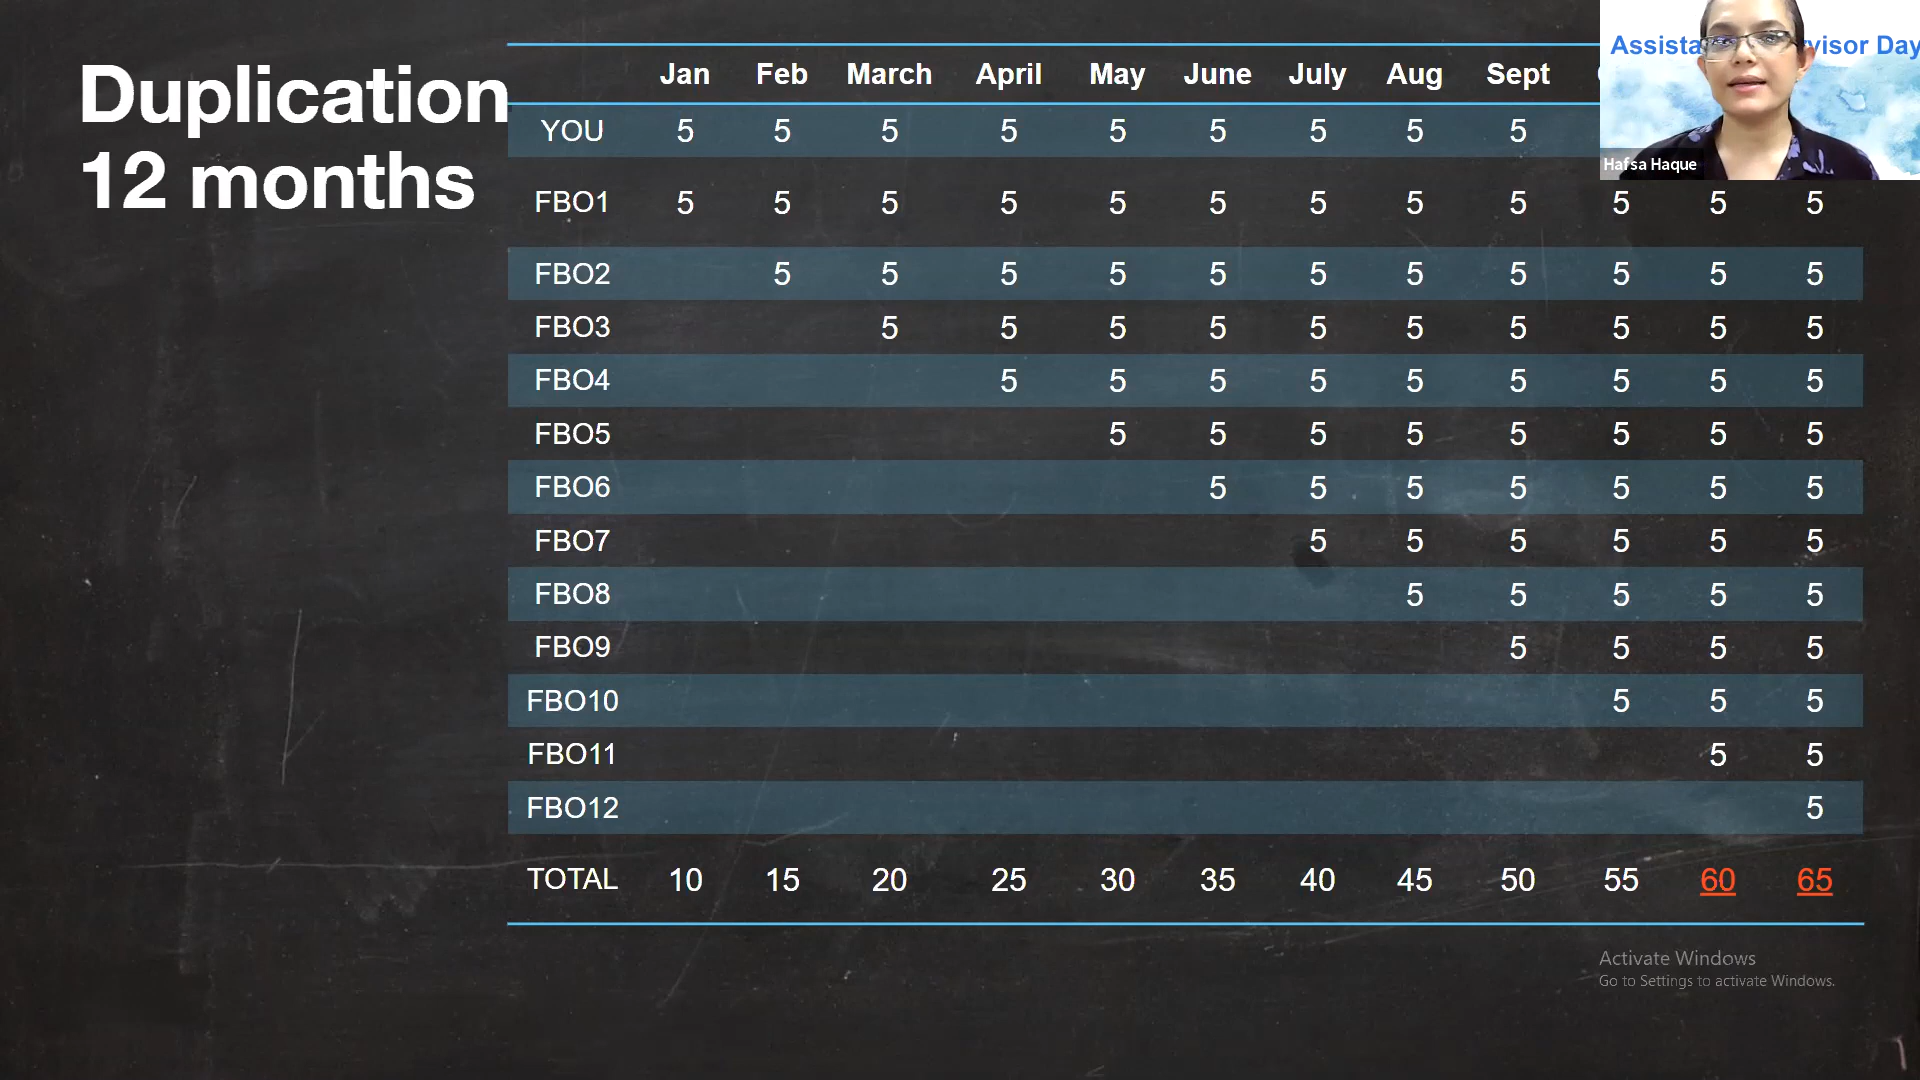 Duplication
12 months
Jan Feb March April May June July Aug Sept
YOU 5 5 5 5 5 5 5 5 5
FBO1 5 5 5 5 5 5 5 5 5 5 5 5
FBO2 5 5 5 5 5 5 5 5 5 5 5
FBO3 5 5 5 5 5 5 5 5 5 5
FBO4 5 5 5 5 5 5 5 5 5
FBO5 5 5 5 5 5 5 5 5
FBO6 5 5 5 5 5 5 5
FBO7 5 5 5 5 5 5
FBO8 5 5 5 5 5
FBO9 5 5 5 5
FBO10 5 5 5
FBO11 5 5
FBO12 5
TOTAL 10 15 20 25 30 35 40 45 50 55 60 65
Day
Hafsa Haque
Activate Windows
Go to Settings to activate Windows.